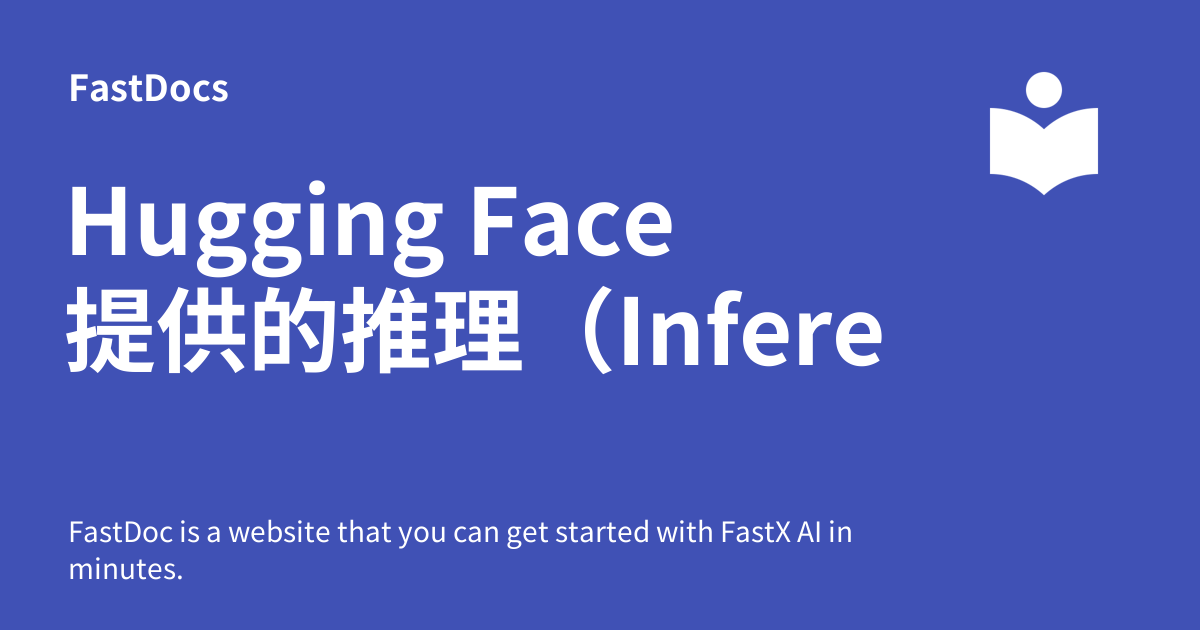 FastDocs
Hugging Face
提供的推理（Infere
FastDoc is a website that you can get started with FastX AI in
minutes.